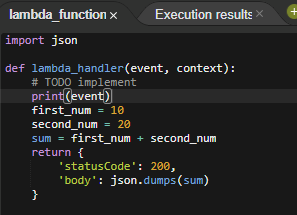 lambda_function
Execution results
import json
def lambda_handler(event, context):
    # TODO implement
    print(event)
    first_num = 10
    second_num = 20
    sum = first_num + second_num
    return {
        'statusCode': 200,
        'body': json.dumps(sum)
    }